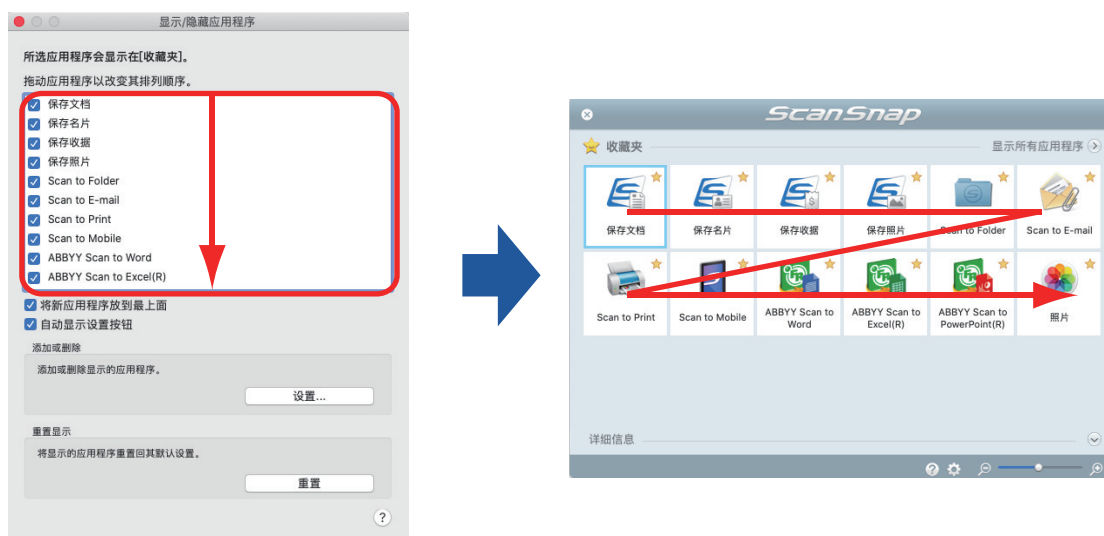 显示/隐藏应用程序
所选应用程序会显示在[收藏夹]。
拖动应用程序以改变其排列顺序。
保存文档
保存名片
保存收据
保存照片
Scan to Folder
Scan to E-mail
Scan to Print
Scan to Mobile
ABBYY Scan to Word
ABBYY Scan to Excel(R)
将新应用程序放到最上面
自动显示设置按钮
添加或删除
添加或删除显示的应用程序。
设置...
重置显示
将显示的应用程序重置回其默认设置。
重置
?
ScanSnap
收藏夹
显示所有应用程序
保存文档
保存名片
保存收据
保存照片
Scan to Folder
Scan to E-mail
Scan to Print
Scan to Mobile
ABBYY Scan to
Word
ABBYY Scan to
Excel(R)
ABBYY Scan to
PowerPoint(R)
照片
详细信息